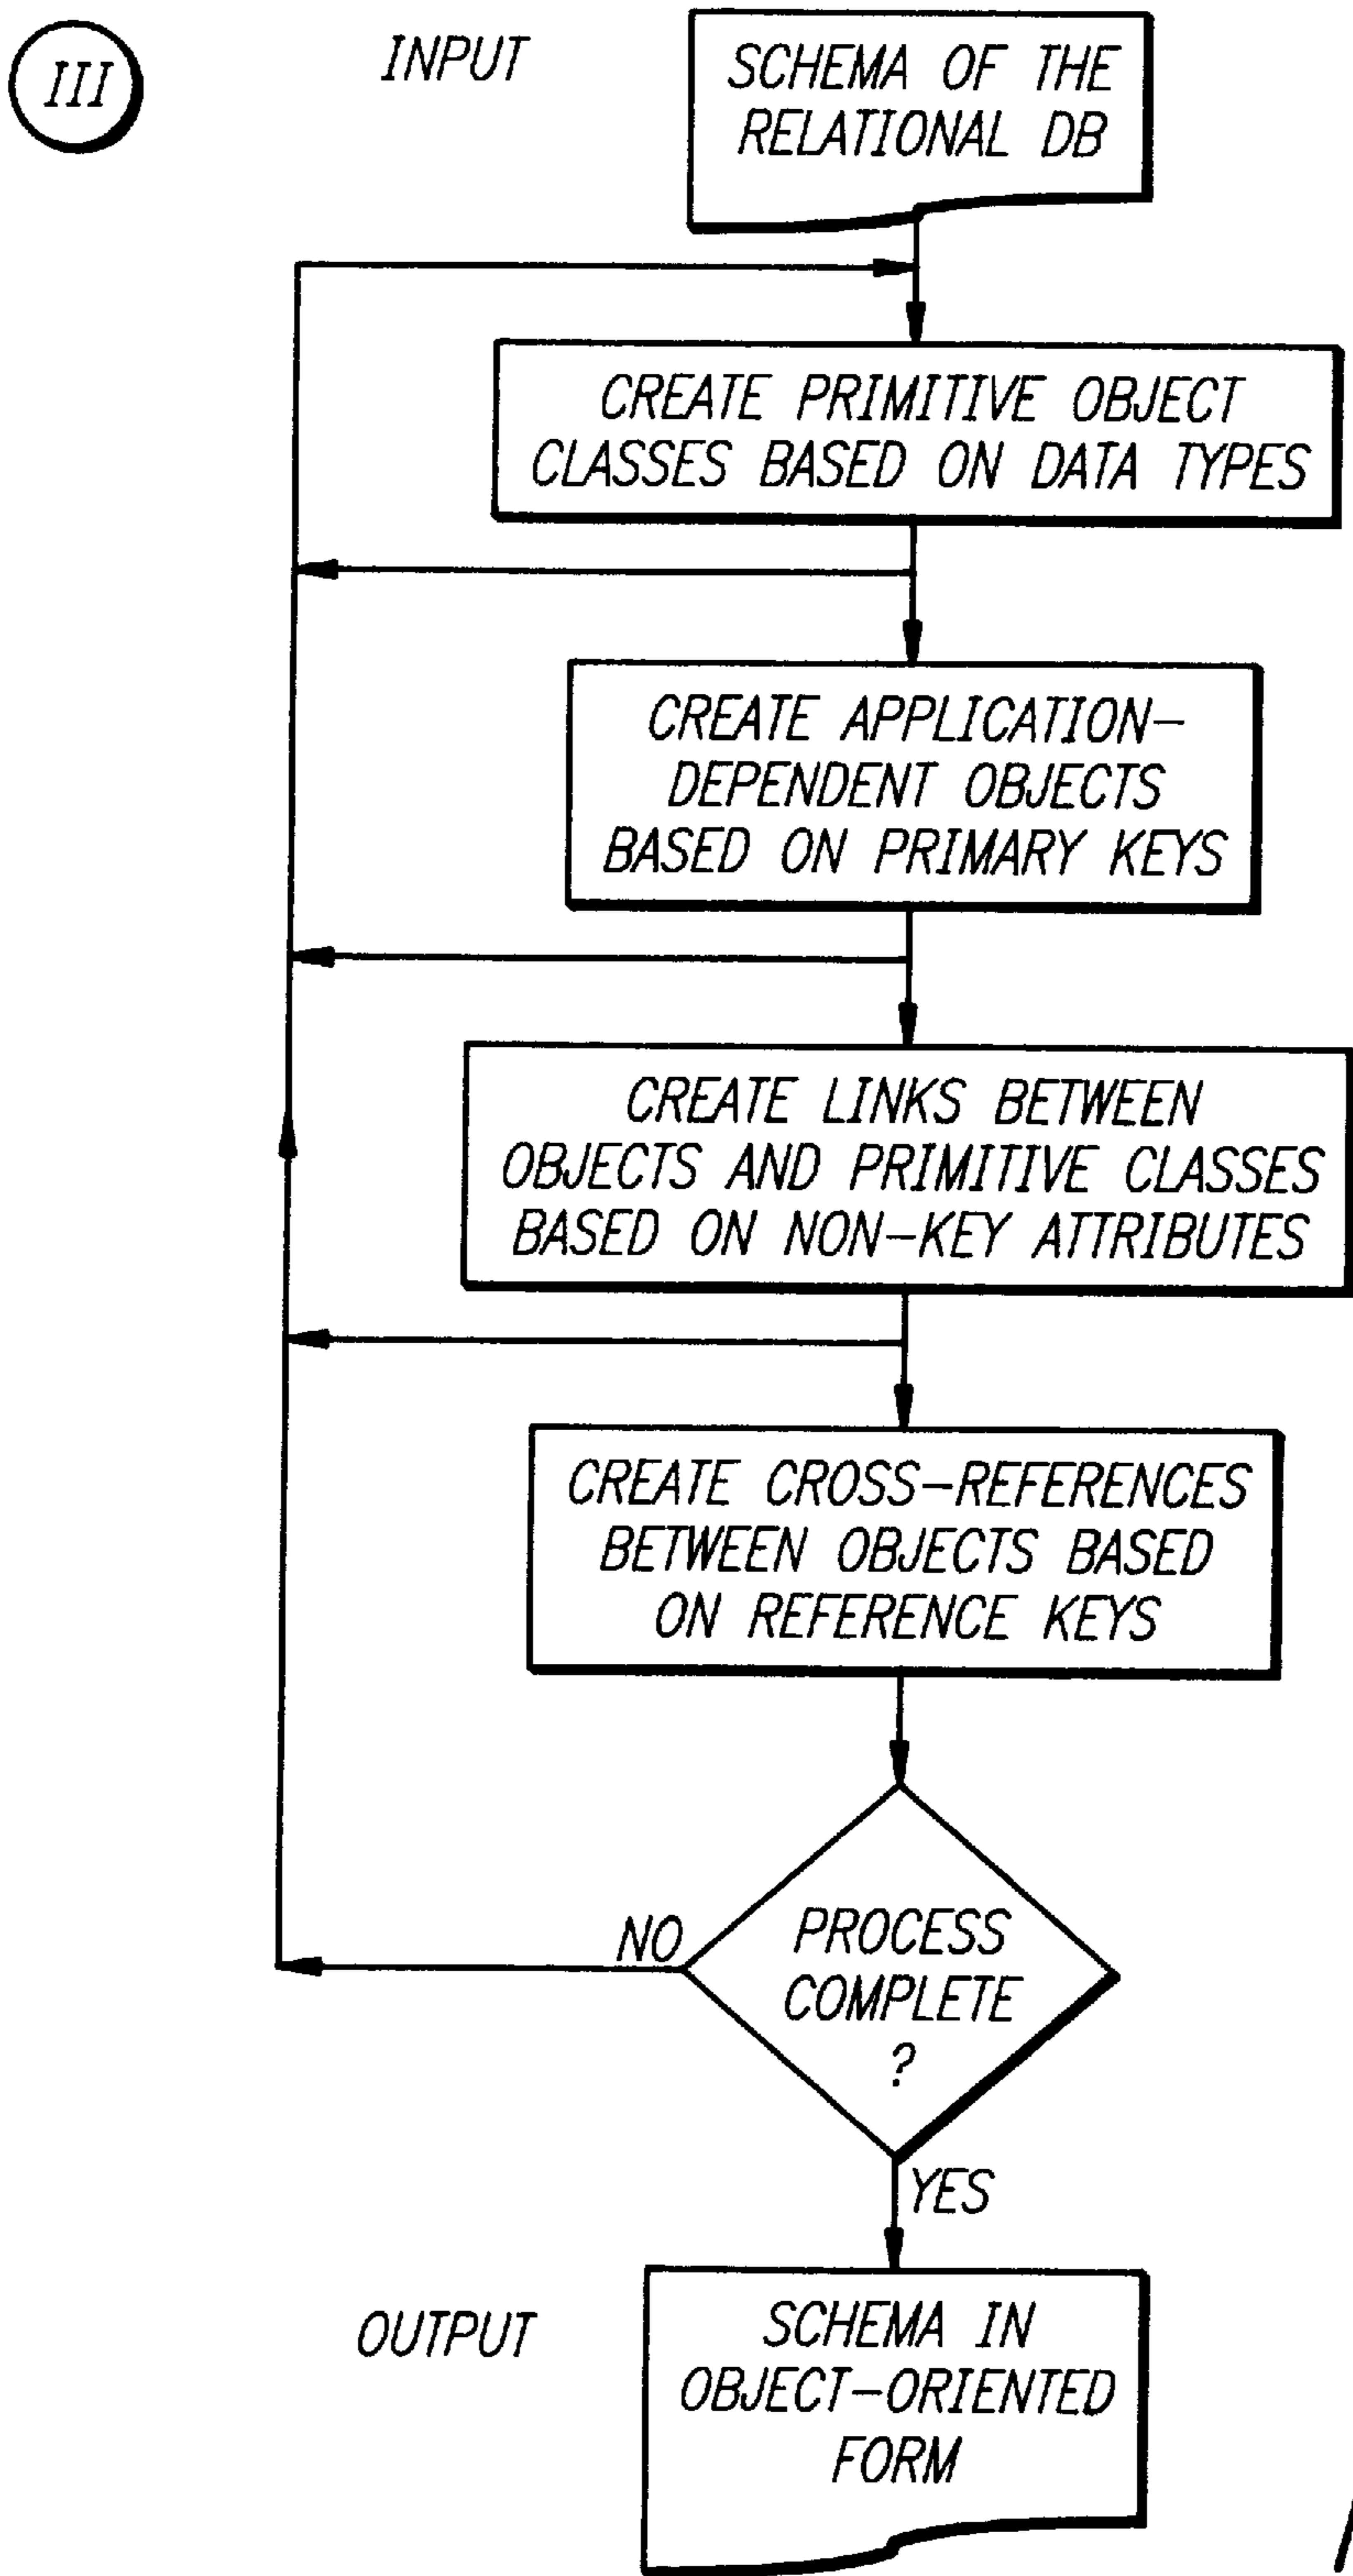 III
INPUT
SCHEMA OF THE
RELATIONAL DB
CREATE PRIMITIVE OBJECT
CLASSES BASED ON DATA TYPES
CREATE APPLICATION-
DEPENDENT OBJECTS
BASED ON PRIMARY KEYS
CREATE LINKS BETWEEN
OBJECTS AND PRIMITIVE CLASSES
BASED ON NON-KEY ATTRIBUTES
CREATE CROSS-REFERENCES
BETWEEN OBJECTS BASED
ON REFERENCE KEYS
NO
PROCESS
COMPLETE
?
YES
OUTPUT
SCHEMA IN
OBJECT-ORIENTED
FORM